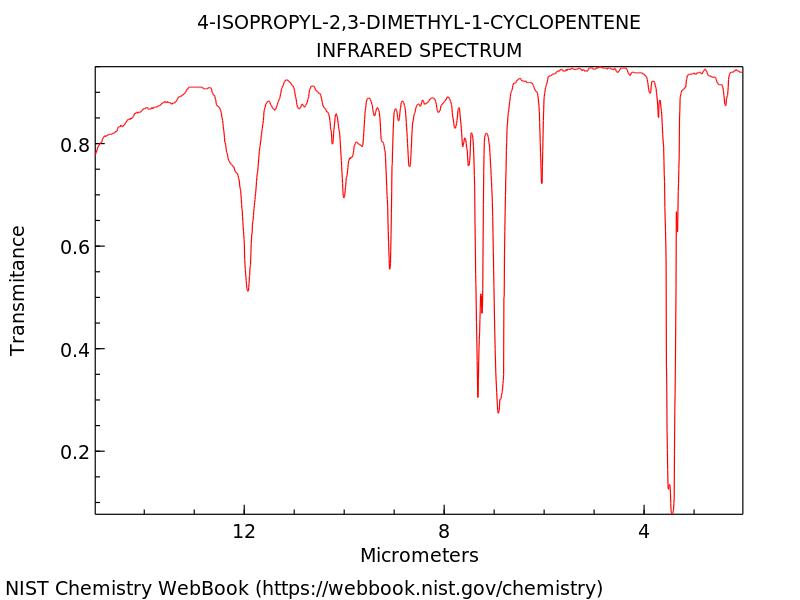 4-ISOPROPYL-2,3-DIMETHYL-1-CYCLOPENTENE
INFRARED SPECTRUM
0.8
0.6
0.4
0.2
Transmitance
12 8 4
Micrometers
NIST Chemistry WebBook (https://webbook.nist.gov/chemistry)